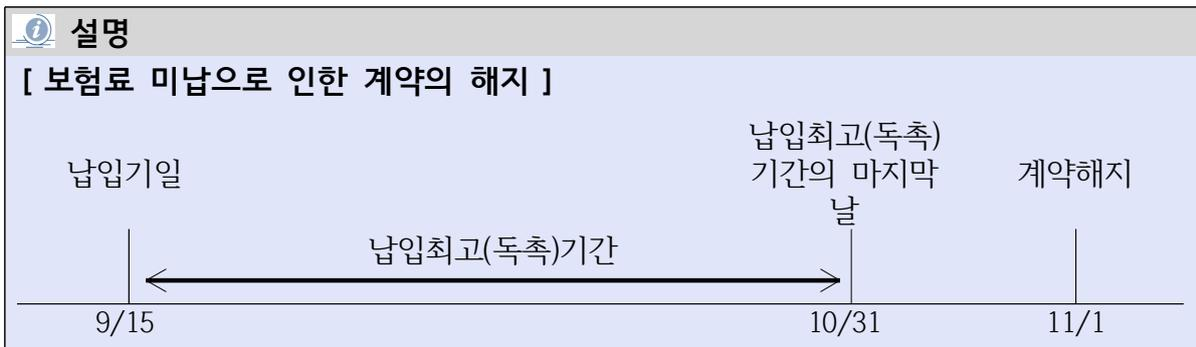 설명
[ 보험료 미납으로 인한 계약의 해지 ]
납입기일
납입최고(독촉)
기간의 마지막
날
계약해지
납입최고(독촉)기간
9/15
10/31
11/1